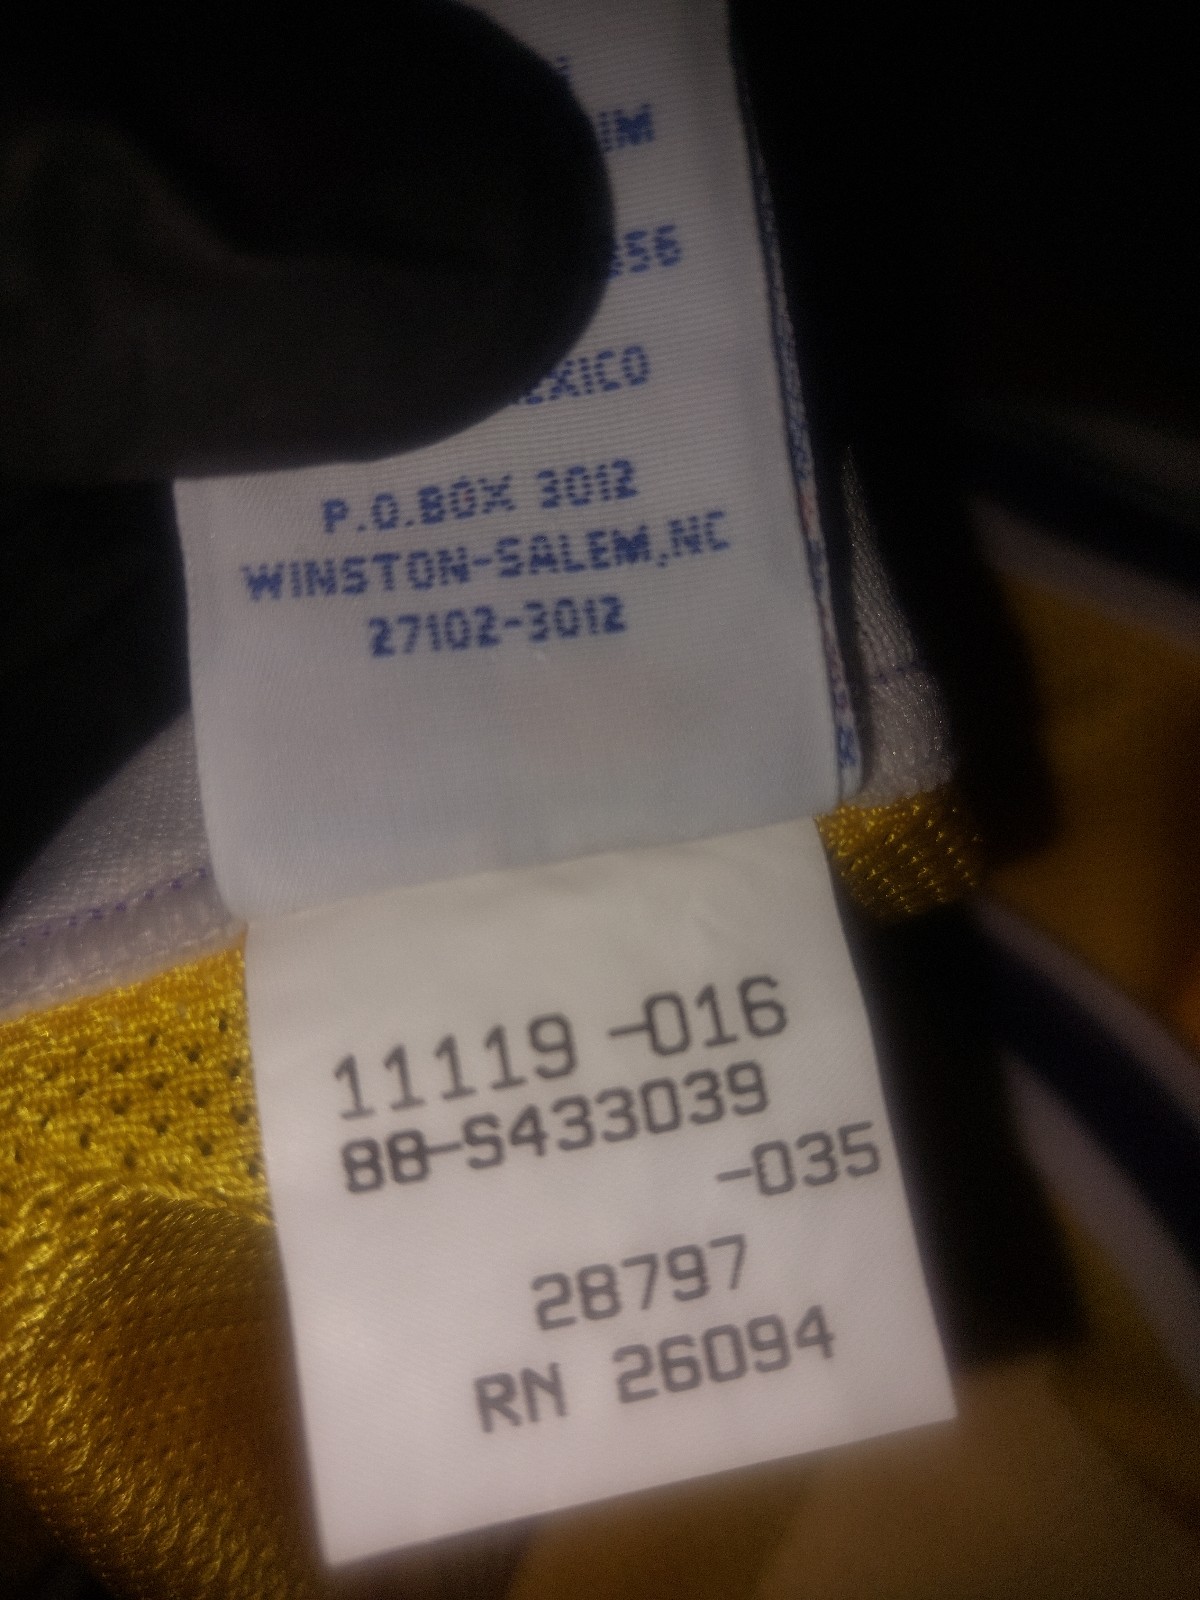 P.O.BOX 3012
WINSTON-SALEM,NC
27102-3012
11119 -016
88-S433039
-035
28797
RN 26094